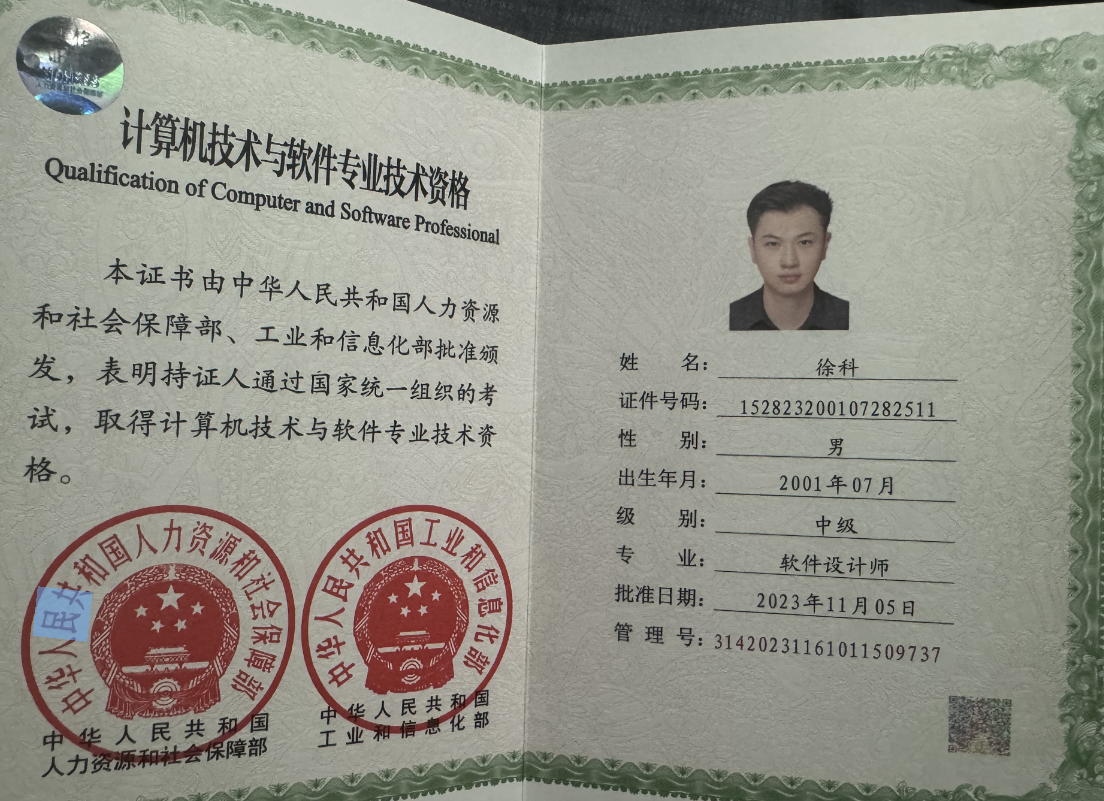 计算机技术与软件专业技术资格
Qualification of Computer and Software Professional
本证书由中华人民共和国人力资源
和社会保障部、工业和信息化部批准颁
发，表明持证人通过国家统一组织的考
试，取得计算机技术与软件专业技术资
格。
中华人民共和国人力资源和社会保障部
中华人民共和国工业和信息化部
中华人民共和国
人力资源和社会保障部
中华人民共和国
工业和信息化部
姓 名：徐科
证件号码：152823200107282511
性 别：男
出生年月：2001年07月
级 别：中级
专 业：软件设计师
批准日期：2023年11月05日
管 理 号：31420231161011509737